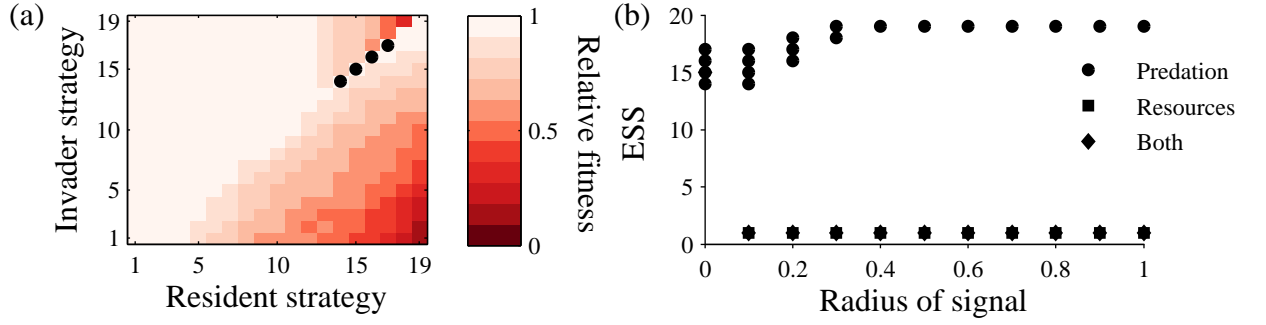 (a)
Invader strategy
19
15
10
5
1
1 5 10 15 19
Resident strategy
1
0.5
0
Relative fitness
(b)
ESS
20
15
10
5
0
0 0.2 0.4 0.6 0.8 1
Radius of signal
Predation
Resources
Both